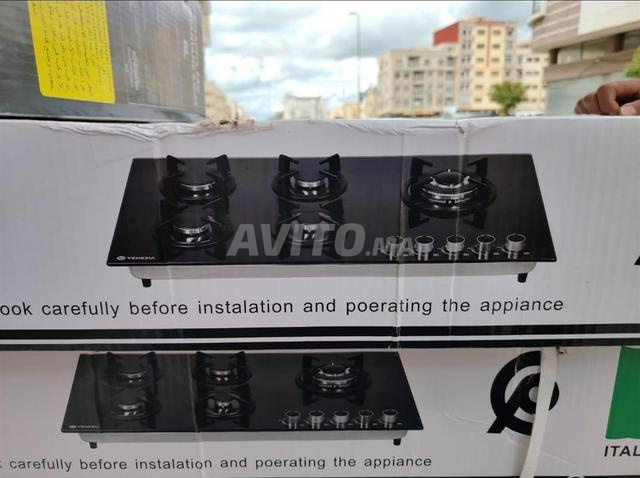 AVITO.MA
VENEZIA
ook carefully before instalation and poerating the appiance
VENEZIA
carefully before instalation and poerating the appiance
ITAL